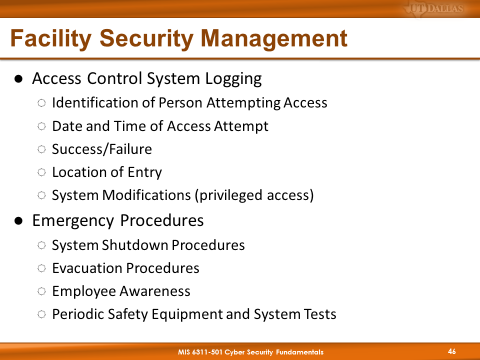 UT DALLAS
Facility Security Management
● Access Control System Logging
◌ Identification of Person Attempting Access
◌ Date and Time of Access Attempt
◌ Success/Failure
◌ Location of Entry
◌ System Modifications (privileged access)
● Emergency Procedures
◌ System Shutdown Procedures
◌ Evacuation Procedures
◌ Employee Awareness
◌ Periodic Safety Equipment and System Tests
MIS 6311-501 Cyber Security Fundamentals 46